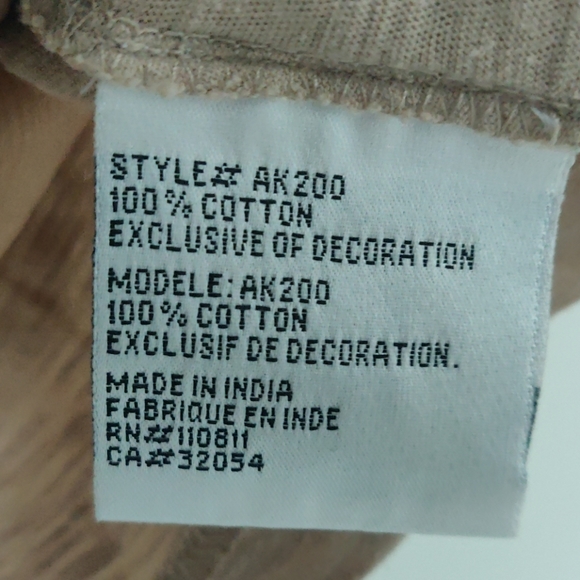 STYLE# AK200
100% COTTON
EXCLUSIVE OF DECORATION
MODELE: AK200
100% COTTON
EXCLUSIF DE DECORATION.
MADE IN INDIA
FABRIQUE EN INDE
RN#110811
CA#32054